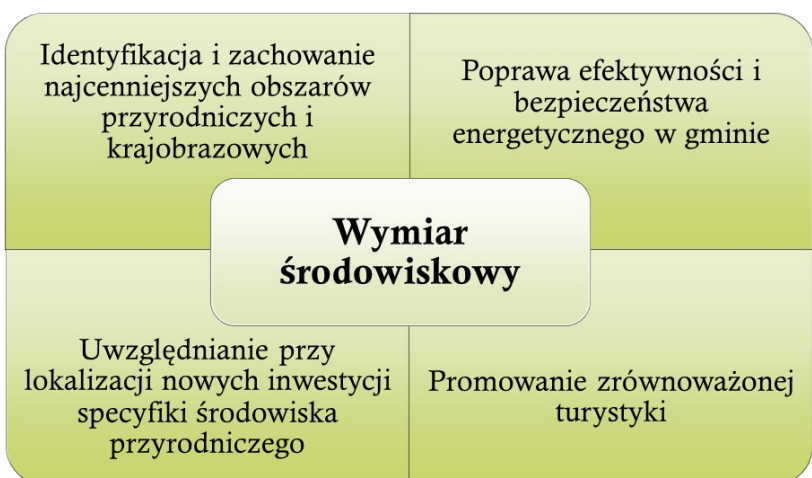 Identyfikacja i zachowanie
najcenniejszych obszarów
przyrodniczych i
krajobrazowych
Poprawa efektywności i
bezpieczeństwa
energetycznego w gminie
Wymiar
środowiskowy
Uwzględnianie przy
lokalizacji nowych inwestycji
specyfiki środowiska
przyrodniczego
Promowanie zrównoważonej
turystyki